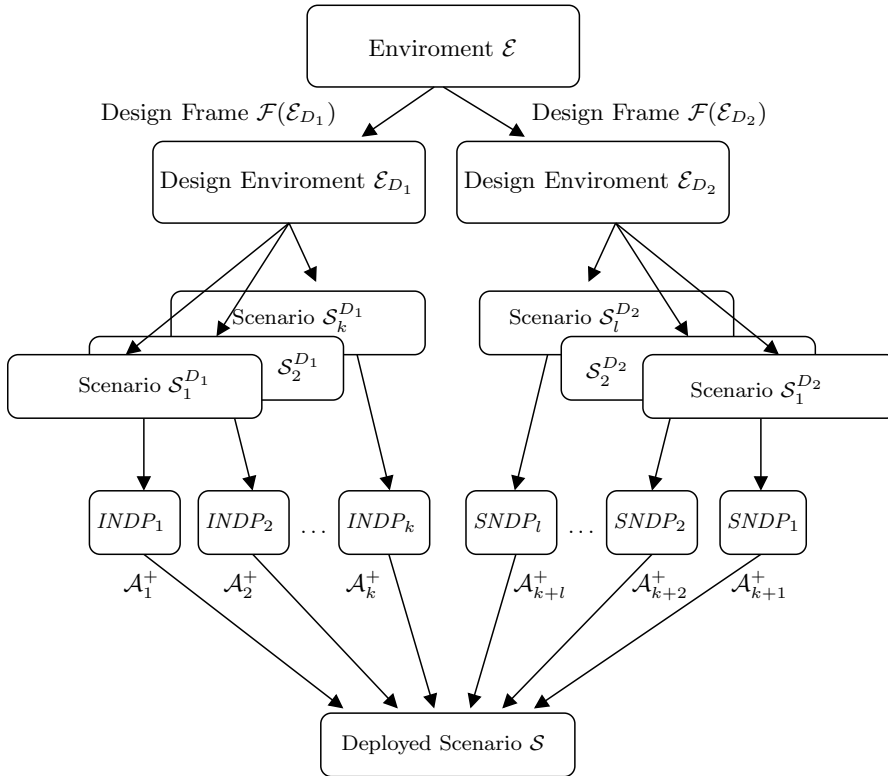 Enviroment $\mathcal{E}$
Design Frame $\mathcal{F}(\mathcal{E}_{D_1})$
Design Frame $\mathcal{F}(\mathcal{E}_{D_2})$
Design Enviroment $\mathcal{E}_{D_1}$
Design Enviroment $\mathcal{E}_{D_2}$
Scenario $\mathcal{S}_k^{D_1}$
Scenario $\mathcal{S}_l^{D_2}$
$\mathcal{S}_2^{D_1}$
$\mathcal{S}_2^{D_2}$
Scenario $\mathcal{S}_1^{D_1}$
Scenario $\mathcal{S}_1^{D_2}$
$INDP_1$ $INDP_2$ … $INDP_k$ $SNDP_l$ … $SNDP_2$ $SNDP_1$
$\mathcal{A}_1^+$ $\mathcal{A}_2^+$ $\mathcal{A}_k^+$ $\mathcal{A}_{k+l}^+$ $\mathcal{A}_{k+2}^+$ $\mathcal{A}_{k+1}^+$
Deployed Scenario $\mathcal{S}$